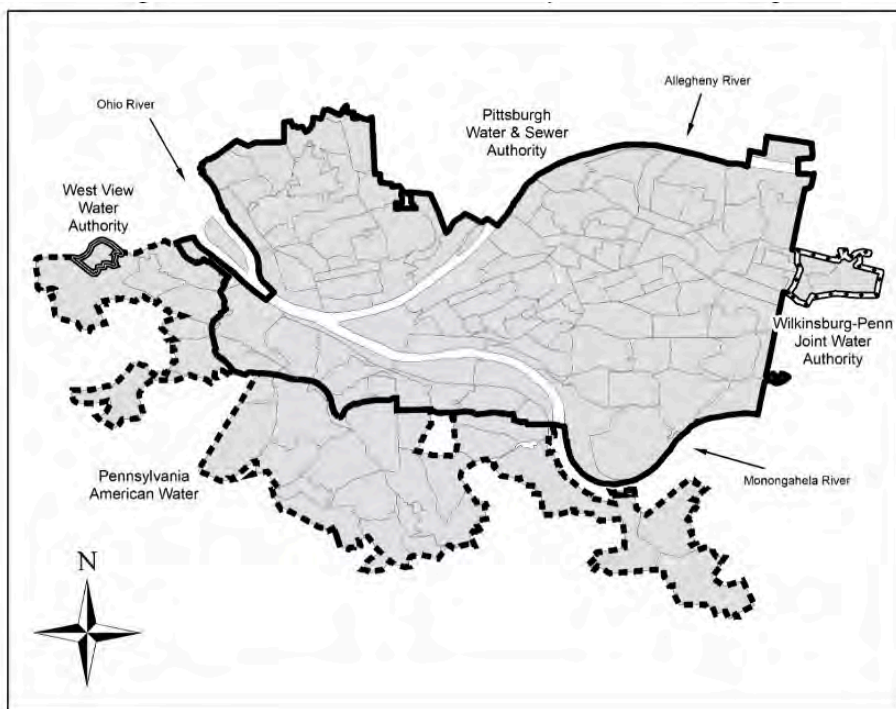 Allegheny River
Ohio River
Pittsburgh
Water & Sewer
Authority
West View
Water
Authority
Wilkinsburg-Penn
Joint Water
Authority
Pennsylvania
American Water
Monongahela River
N